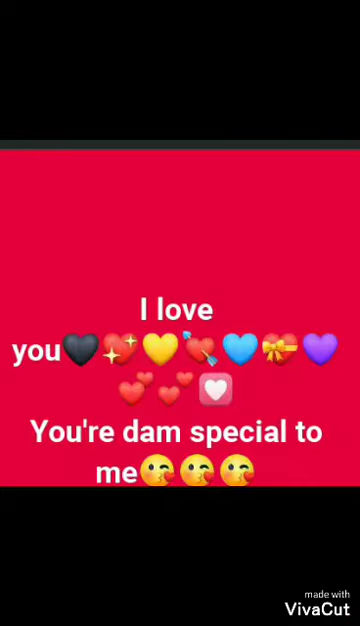 I love
you🖤💖💛💘💙💝💜
💕💕💟
You're dam special to
me😘😘😘
made with
VivaCut